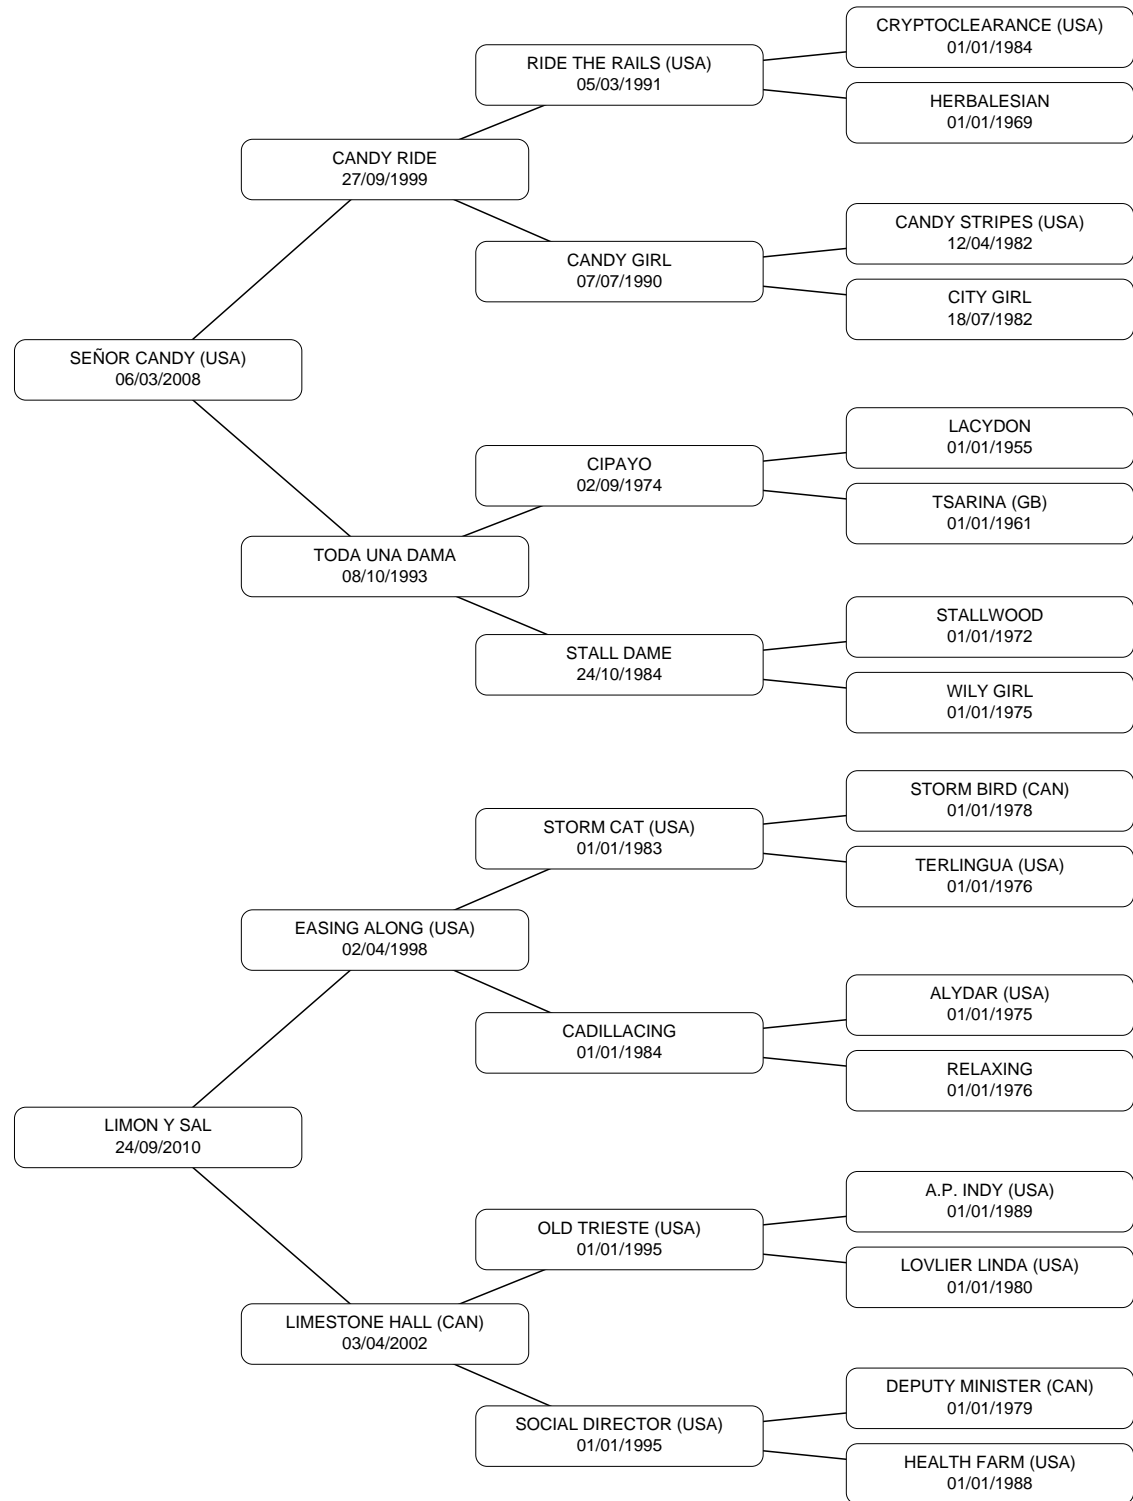 CRYPTOCLEARANCE (USA)
01/01/1984
RIDE THE RAILS (USA)
05/03/1991
HERBALESIAN
01/01/1969
CANDY RIDE
27/09/1999
CANDY STRIPES (USA)
12/04/1982
CANDY GIRL
07/07/1990
CITY GIRL
18/07/1982
SEÑOR CANDY (USA)
06/03/2008
LACYDON
01/01/1955
CIPAYO
02/09/1974
TSARINA (GB)
01/01/1961
TODA UNA DAMA
08/10/1993
STALLWOOD
01/01/1972
STALL DAME
24/10/1984
WILY GIRL
01/01/1975
STORM BIRD (CAN)
01/01/1978
STORM CAT (USA)
01/01/1983
TERLINGUA (USA)
01/01/1976
EASING ALONG (USA)
02/04/1998
ALYDAR (USA)
01/01/1975
CADILLACING
01/01/1984
RELAXING
01/01/1976
LIMON Y SAL
24/09/2010
A.P. INDY (USA)
01/01/1989
OLD TRIESTE (USA)
01/01/1995
LOVLIER LINDA (USA)
01/01/1980
LIMESTONE HALL (CAN)
03/04/2002
DEPUTY MINISTER (CAN)
01/01/1979
SOCIAL DIRECTOR (USA)
01/01/1995
HEALTH FARM (USA)
01/01/1988